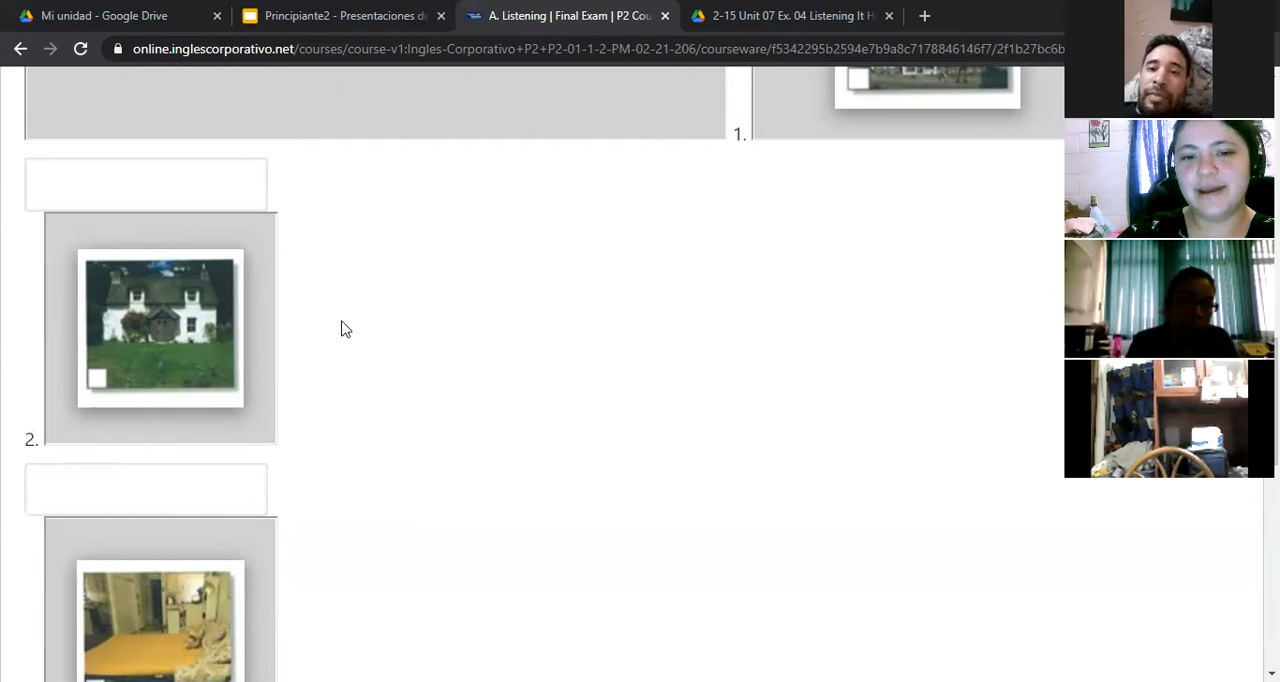 Mi unidad - Google Drive
Principiante2 - Presentaciones d
A. Listening | Final Exam | P2 Cou
2-15 Unit 07 Ex. 04 Listening It H
online.inglescorporativo.net/courses/course-v1:Ingles-Corporativo+P2+P2-01-1-2-PM-02-21-206/courseware/f5342295b2594e7b9a8c7178846146f7/2f1b27bc6b
1.
2.